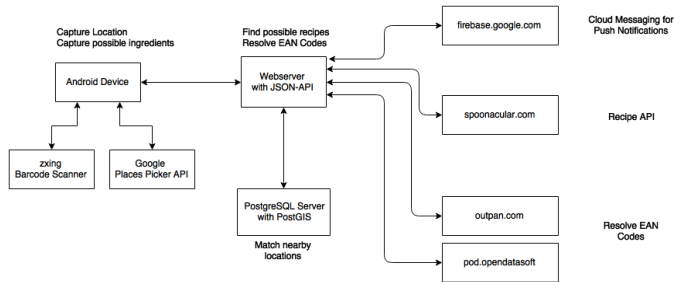 Capture Location
Capture possible ingredients
Find possible recipes
Resolve EAN Codes
firebase.google.com
Cloud Messaging for
Push Notifications
Android Device
Webserver
with JSON-API
spoonacular.com
Recipe API
zxing
Barcode Scanner
Google
Places Picker API
PostgreSQL Server
with PostGIS
Match nearby
locations
outpan.com
Resolve EAN
Codes
pod.opendatasoft